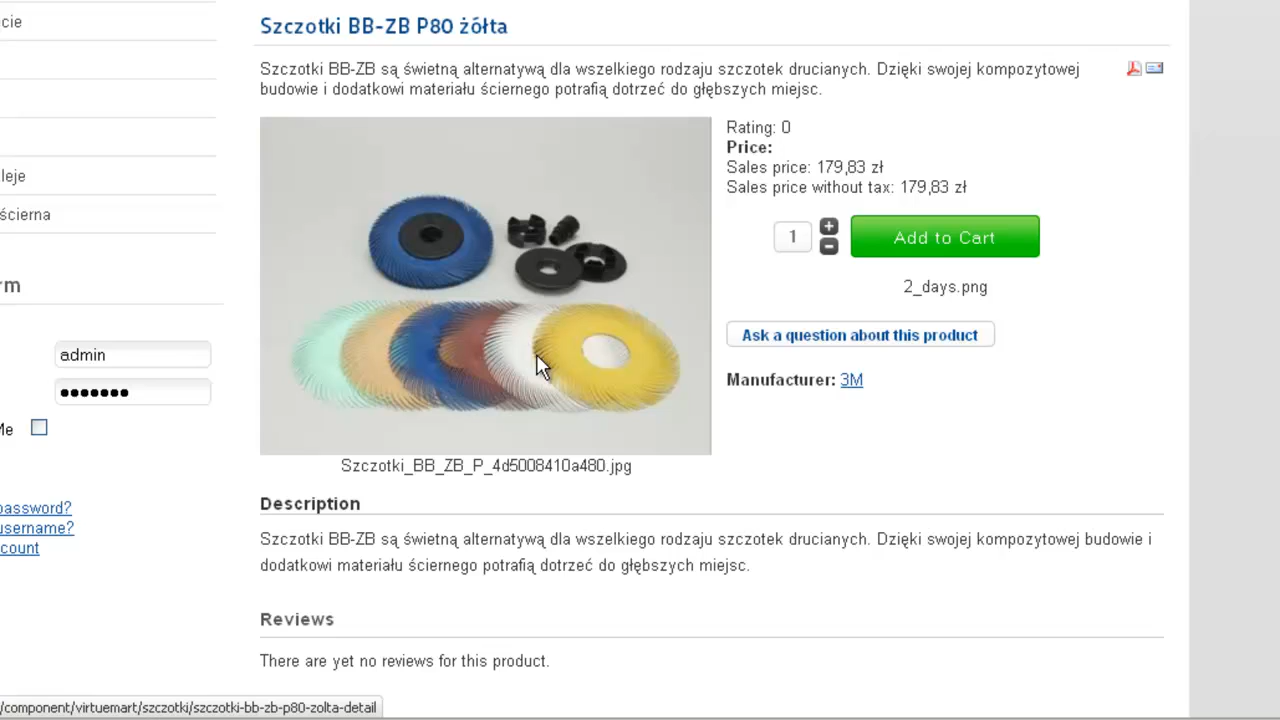 cie
leje
ścierna
rm
admin
•••••••
Me
password?
username?
count
Szczotki BB-ZB P80 żółta
Szczotki BB-ZB są świetną alternatywą dla wszelkiego rodzaju szczotek drucianych. Dzięki swojej kompozytowej
budowie i dodatkowi materiału ściernego potrafią dotrzeć do głębszych miejsc.
Rating: 0
Price:
Sales price: 179,83 zł
Sales price without tax: 179,83 zł
1
+
-
Add to Cart
2_days.png
Ask a question about this product
Manufacturer: 3M
Szczotki_BB_ZB_P_4d5008410a480.jpg
Description
Szczotki BB-ZB są świetną alternatywą dla wszelkiego rodzaju szczotek drucianych. Dzięki swojej kompozytowej budowie i
dodatkowi materiału ściernego potrafią dotrzeć do głębszych miejsc.
Reviews
There are yet no reviews for this product.
/component/virtuemart/szczotki/szczotki-bb-zb-p80-zolta-detail